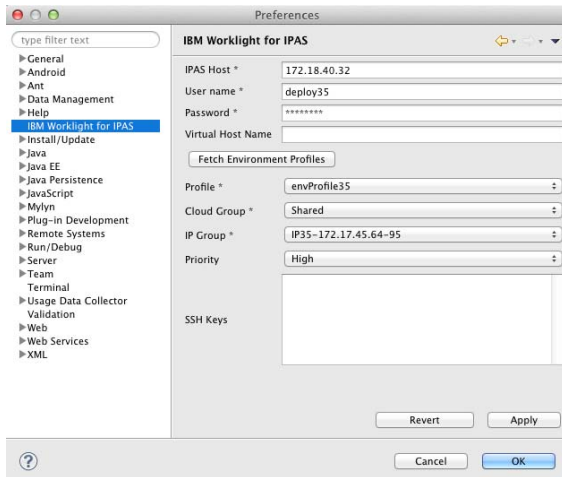 Preferences
type filter text
General
Android
Ant
Data Management
Help
IBM Worklight for IPAS
Install/Update
Java
Java EE
Java Persistence
JavaScript
Mylyn
Plug-in Development
Remote Systems
Run/Debug
Server
Team
Terminal
Usage Data Collector
Validation
Web
Web Services
XML
IBM Worklight for IPAS
IPAS Host * 172.18.40.32
User name * deploy35
Password * ********
Virtual Host Name
Fetch Environment Profiles
Profile * envProfile35
Cloud Group * Shared
IP Group * IP35-172.17.45.64-95
Priority High
SSH Keys
Revert Apply
? Cancel OK